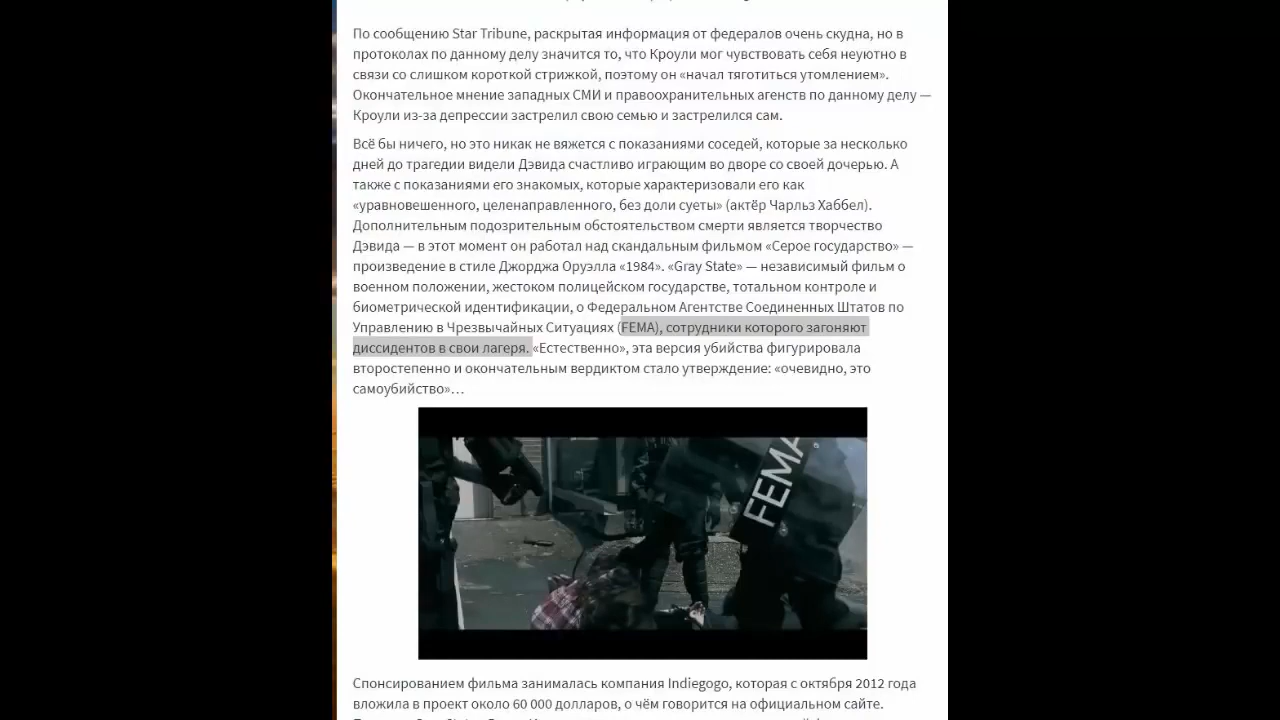 По сообщению Star Tribune, раскрытая информация от федералов очень скудна, но в
протоколах по данному делу значится то, что Кроули мог чувствовать себя неуютно в
связи со слишком короткой стрижкой, поэтому он «начал тяготиться утомлением».
Окончательное мнение западных СМИ и правоохранительных агенств по данному делу —
Кроули из-за депрессии застрелил свою семью и застрелился сам.
Всё бы ничего, но это никак не вяжется с показаниями соседей, которые за несколько
дней до трагедии видели Дэвида счастливо играющим во дворе со своей дочерью. А
также с показаниями его знакомых, которые характеризовали его как
«уравновешенного, целенаправленного, без доли суеты» (актёр Чарльз Хаббел).
Дополнительным подозрительным обстоятельством смерти является творчество
Дэвида — в этот момент он работал над скандальным фильмом «Серое государство» —
произведение в стиле Джорджа Оруэлла «1984». «Gray State» — независимый фильм о
военном положении, жестоком полицейском государстве, тотальном контроле и
биометрической идентификации, о Федеральном Агентстве Соединенных Штатов по
Управлению в Чрезвычайных Ситуациях (FEMA), сотрудники которого загоняют
диссидентов в свои лагеря. «Естественно», эта версия убийства фигурировала
второстепенно и окончательным вердиктом стало утверждение: «очевидно, это
самоубийство»…
FEMA
Спонсированием фильма занималась компания Indiegogo, которая с октября 2012 года
вложила в проект около 60 000 долларов, о чём говорится на официальном сайте.